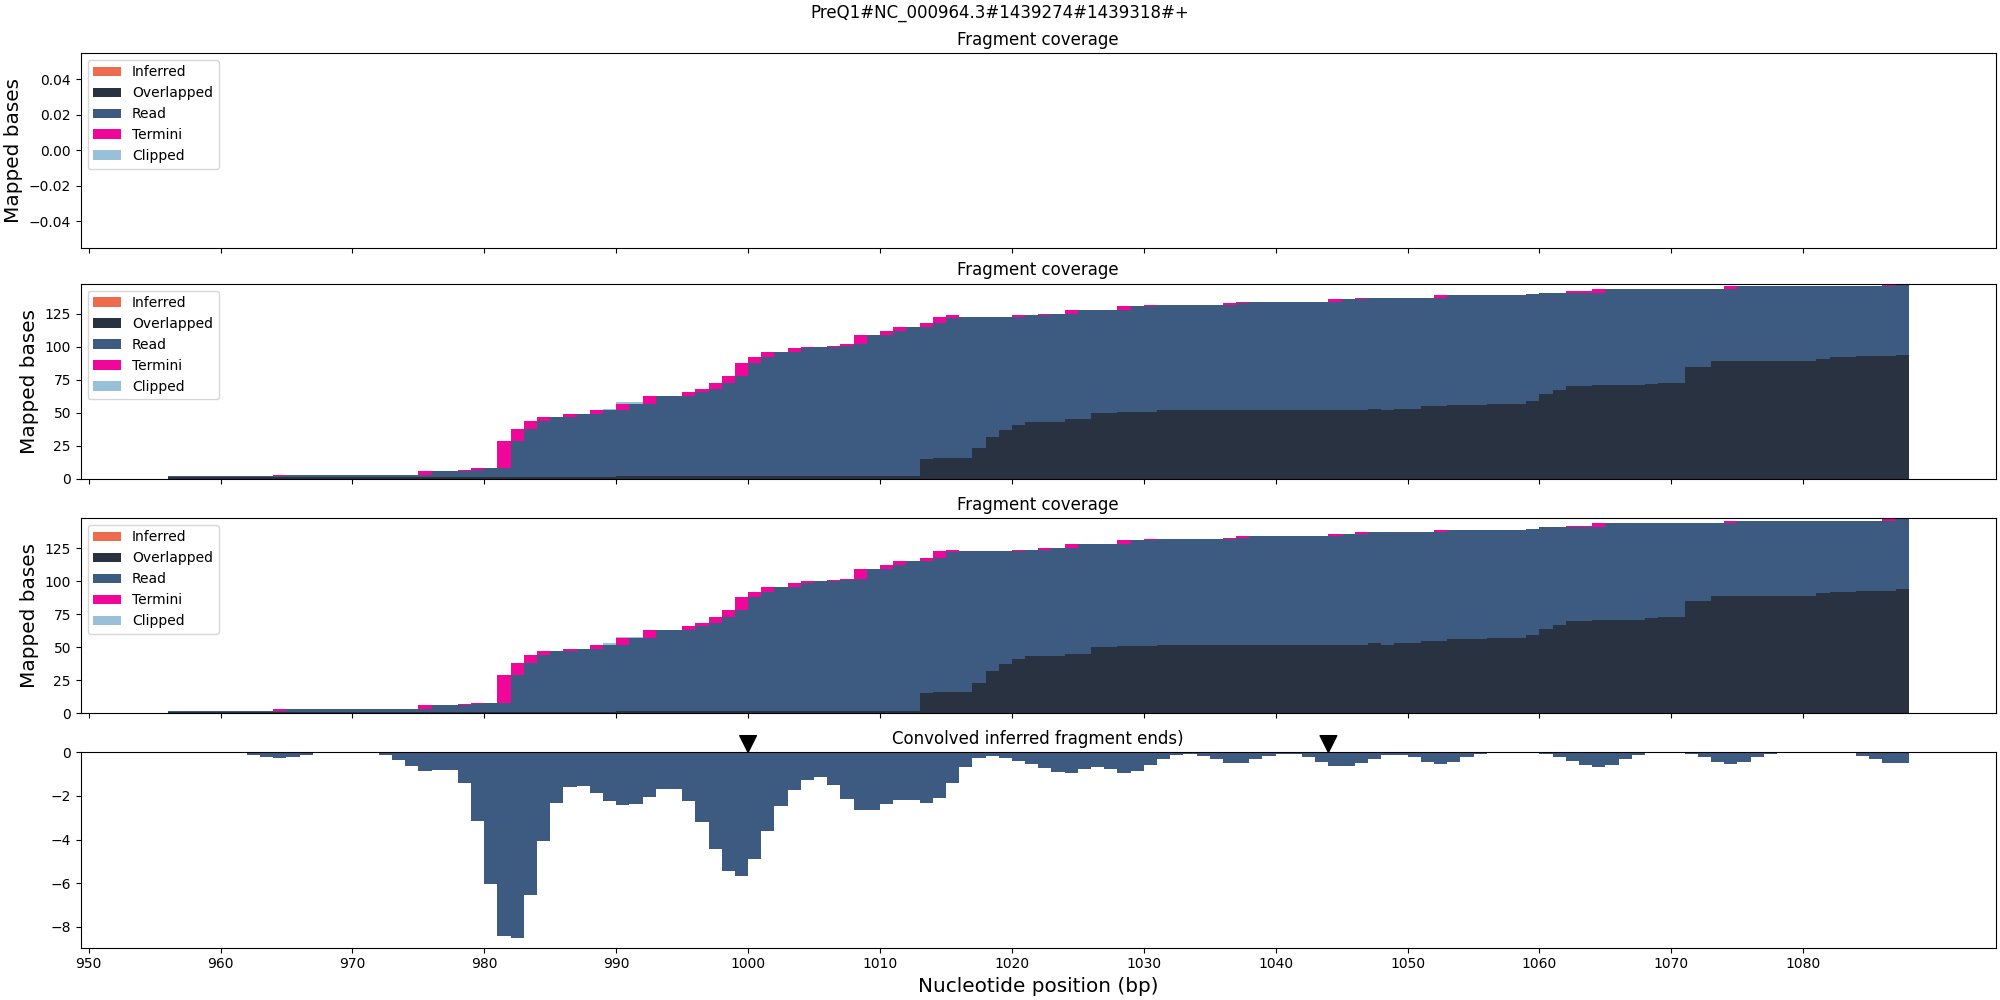 PreQ1#NC_000964.3#1439274#1439318#+
Fragment coverage
Mapped bases
0.04
0.02
0.00
−0.02
−0.04
Inferred
Overlapped
Read
Termini
Clipped
Fragment coverage
Mapped bases
125
100
75
50
25
0
Inferred
Overlapped
Read
Termini
Clipped
Fragment coverage
Mapped bases
125
100
75
50
25
0
Inferred
Overlapped
Read
Termini
Clipped
Convolved inferred fragment ends)
0
−2
−4
−6
−8
950 960 970 980 990 1000 1010 1020 1030 1040 1050 1060 1070 1080
Nucleotide position (bp)